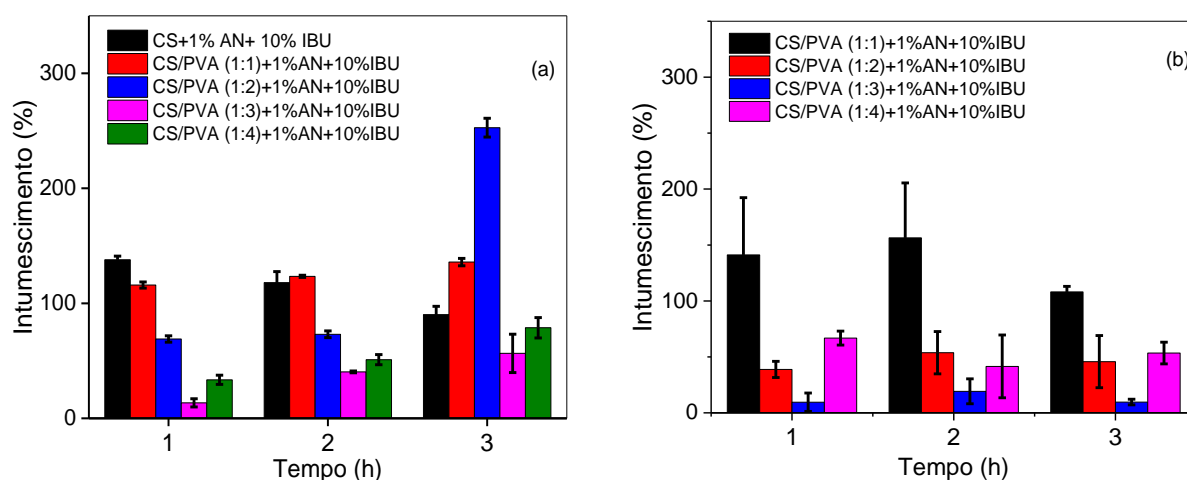 CS+1% AN+ 10% IBU
CS/PVA (1:1)+1%AN+10%IBU
CS/PVA (1:2)+1%AN+10%IBU
CS/PVA (1:3)+1%AN+10%IBU
CS/PVA (1:4)+1%AN+10%IBU
(a)
Intumescimento (%)
300
200
100
0
1 2 3
Tempo (h)
CS/PVA (1:1)+1%AN+10%IBU
CS/PVA (1:2)+1%AN+10%IBU
CS/PVA (1:3)+1%AN+10%IBU
CS/PVA (1:4)+1%AN+10%IBU
(b)
Intumescimento (%)
300
200
100
0
1 2 3
Tempo (h)